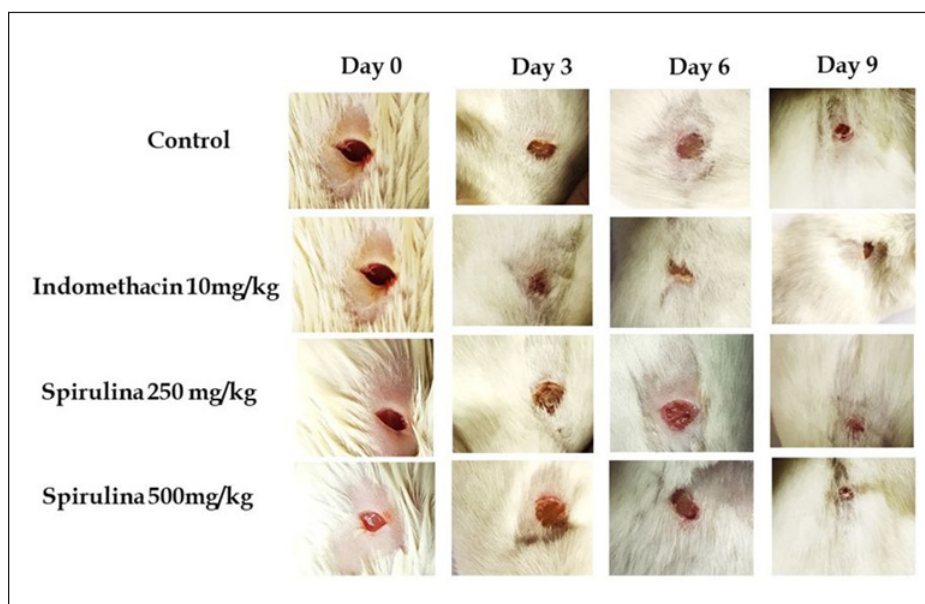 Day 0 Day 3 Day 6 Day 9
Control
Indomethacin 10mg/kg
Spirulina 250 mg/kg
Spirulina 500mg/kg